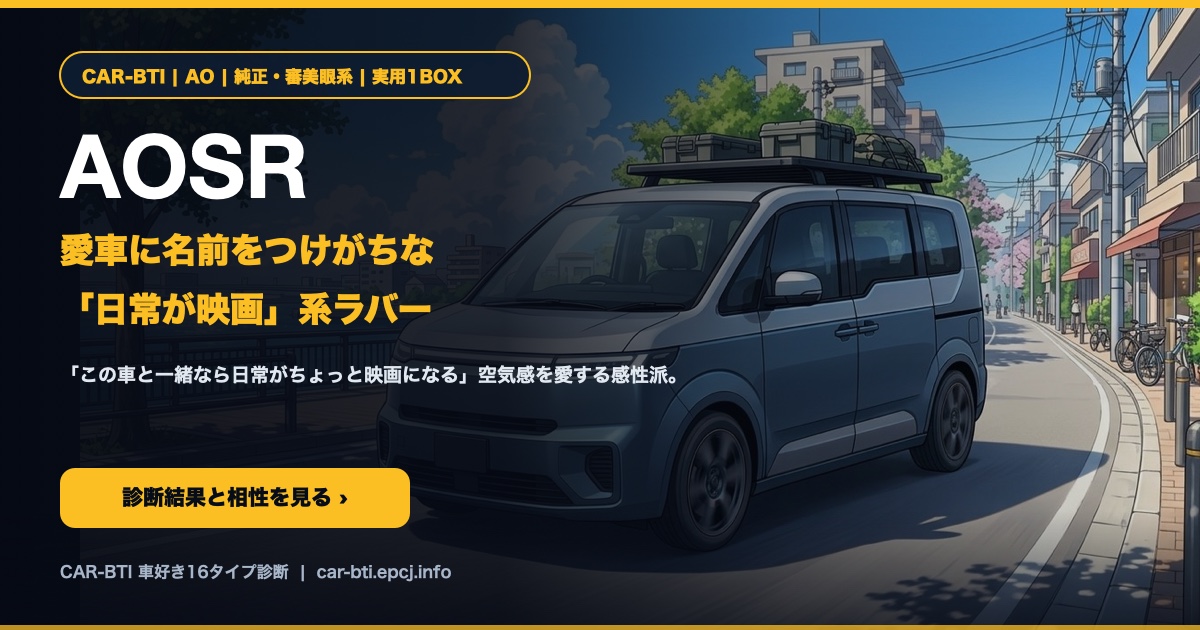 CAR-BTI | AO | 純正・審美眼系 | 実用1BOX
AOSR
愛車に名前をつけがちな
「日常が映画」系ラバー
「この車と一緒なら日常がちょっと映画になる」空気感を愛する感性派。
診断結果と相性を見る ›
CAR-BTI 車好き16タイプ診断 | car-bti.epcj.info